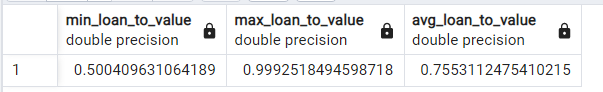 min_loan_to_value max_loan_to_value avg_loan_to_value
double precision double precision double precision
1 0.500409631064189 0.9992518494598718 0.7553112475410215